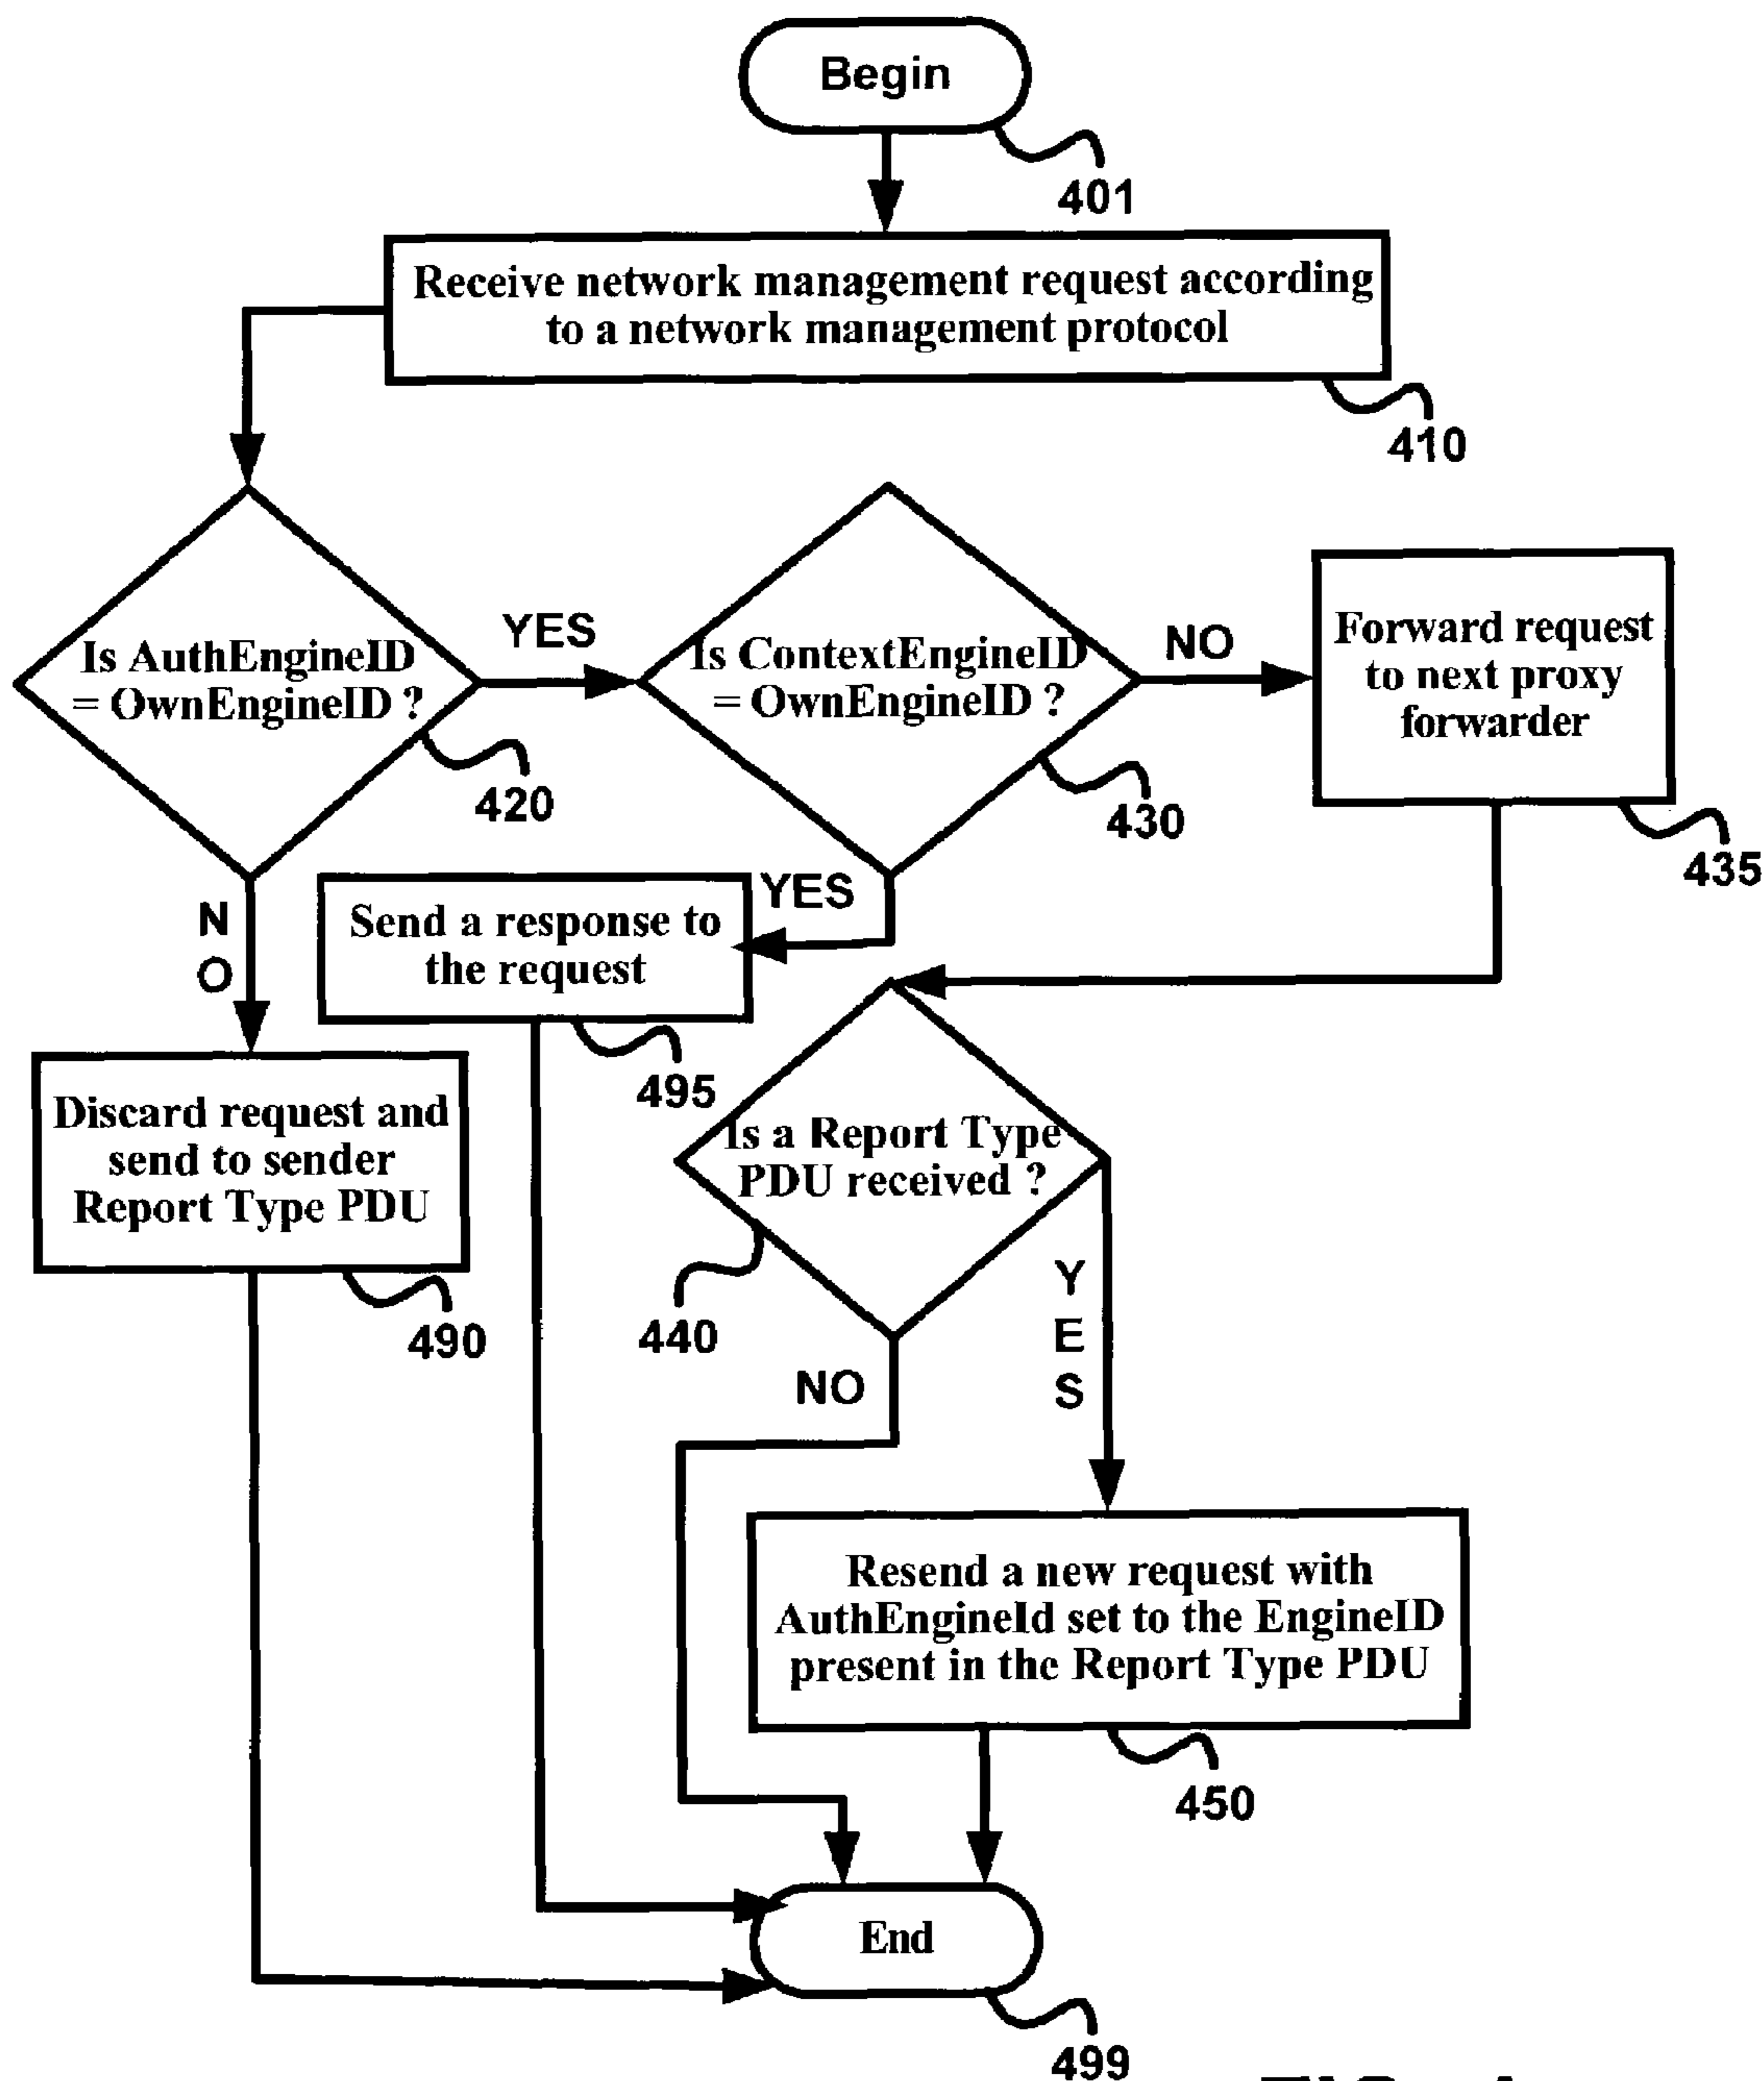 Begin
401
Receive network management request according
to a network management protocol
410
Is AuthEngineID
= OwnEngineID ?
420
YES
Is ContextEngineID
= OwnEngineID ?
430
NO
Forward request
to next proxy
forwarder
435
N
O
YES
Send a response to
the request
495
Discard request and
send to sender
Report Type PDU
490
Is a Report Type
PDU received ?
440
NO
Y
E
S
Resend a new request with
AuthEngineId set to the EngineID
present in the Report Type PDU
450
End
499